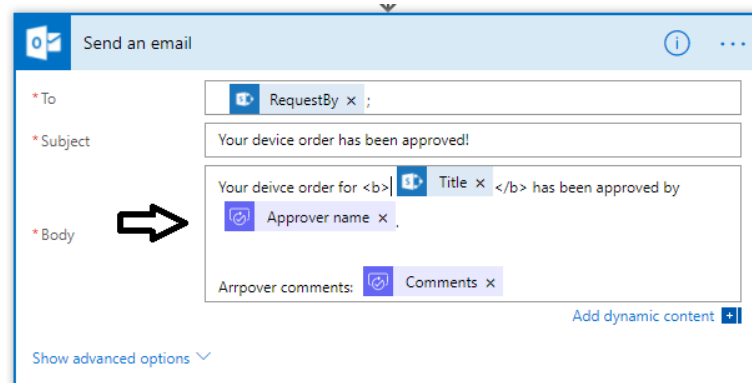 Send an email
* To RequestBy × ;
* Subject Your device order has been approved!
Your deivce order for <b> Title × </b> has been approved by
Approver name × .
* Body
Arrpover comments: Comments ×
Add dynamic content
Show advanced options